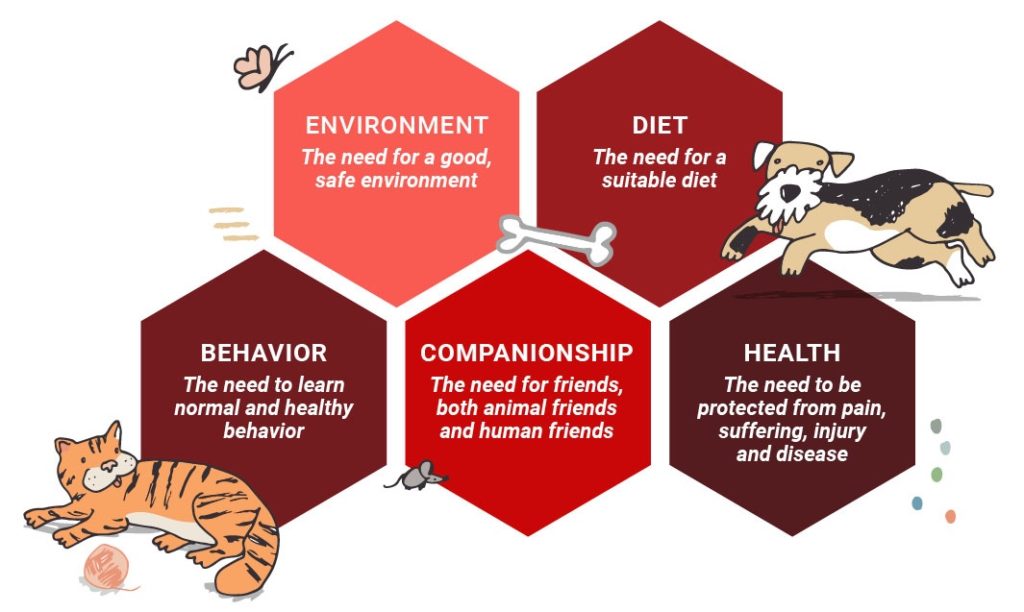 ENVIRONMENT
The need for a good,
safe environment
DIET
The need for a
suitable diet
BEHAVIOR
The need to learn
normal and healthy
behavior
COMPANIONSHIP
The need for friends,
both animal friends
and human friends
HEALTH
The need to be
protected from pain,
suffering, injury
and disease